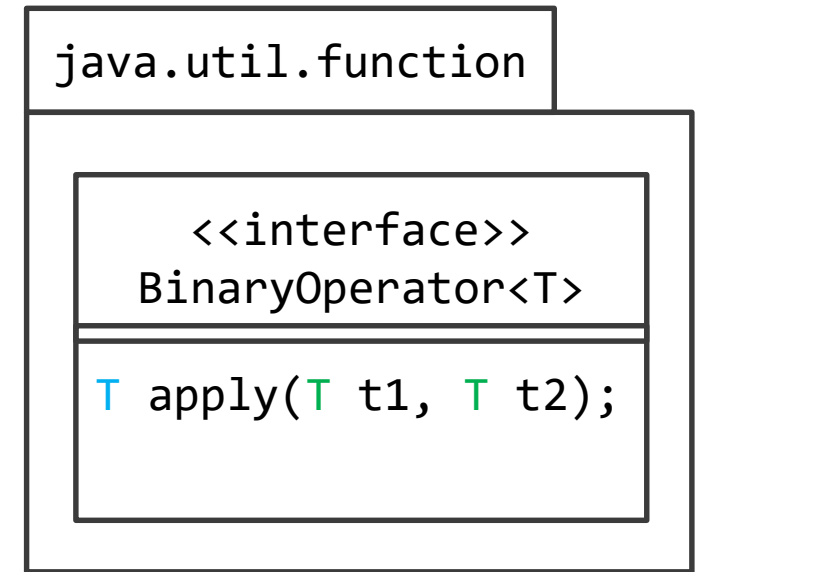 java.util.function
<<interface>>
BinaryOperator<T>
T apply(T t1, T t2);